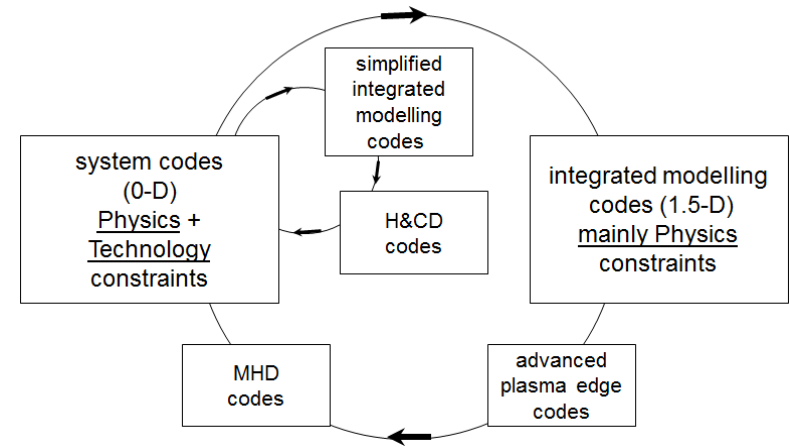 simplified
integrated
modelling
codes
system codes
(0-D)
Physics +
Technology
constraints
integrated modelling
codes (1.5-D)
mainly Physics
constraints
H&CD
codes
MHD
codes
advanced
plasma edge
codes